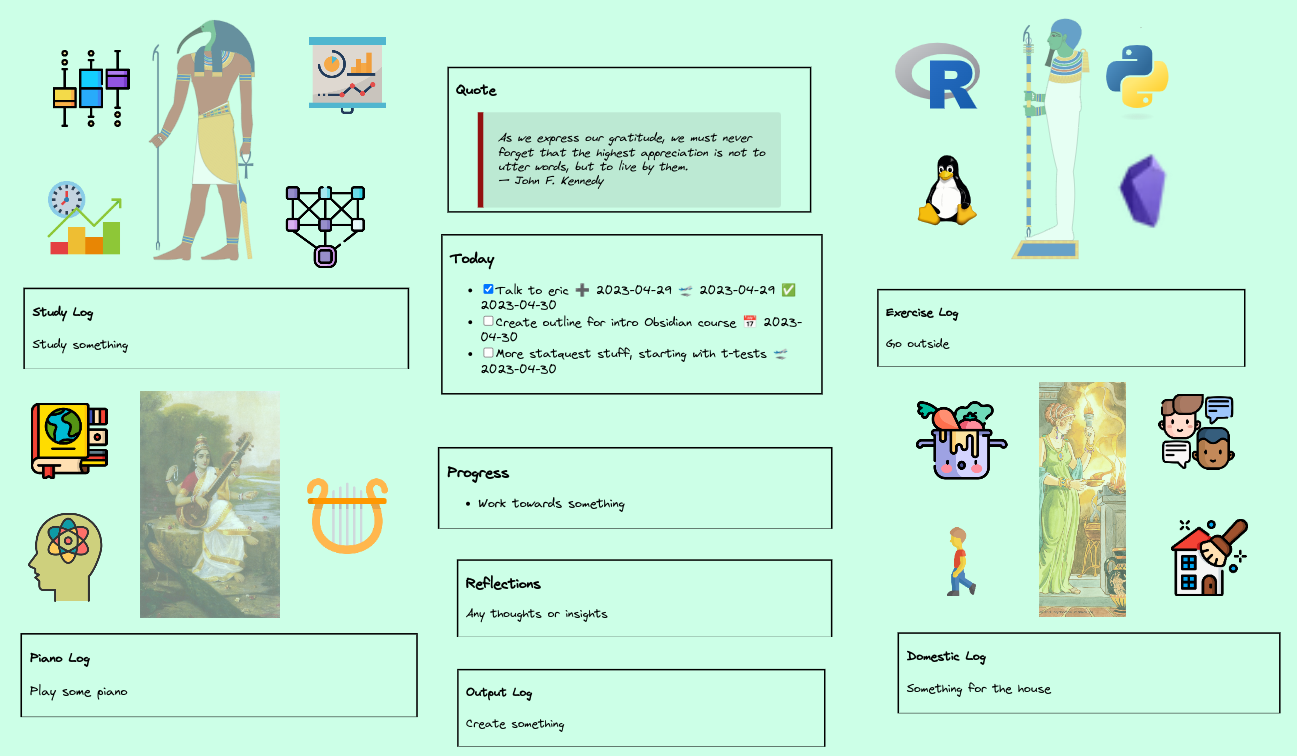 Quote
As we express our gratitude, we must never
forget that the highest appreciation is not to
utter words, but to live by them.
— John F. Kennedy
Today
Talk to eric ➕ 2023-04-29 🛫 2023-04-29 ✅
2023-04-30
Create outline for intro Obsidian course 📅 2023-
04-30
More statquest stuff, starting with t-tests 🛫
2023-04-30
Study Log
Study something
Exercise Log
Go outside
Progress
Work towards something
Reflections
Any thoughts or insights
Piano Log
Play some piano
Output Log
Create something
Domestic Log
Something for the house
R